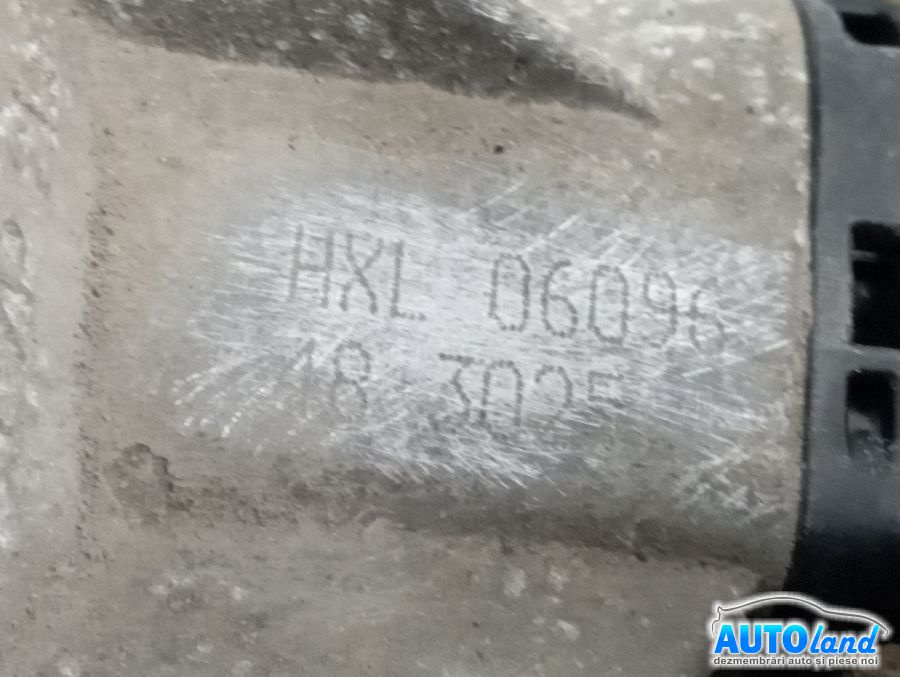 HXL 06096
18 3025
AUTOland
dezmembrări auto și piese noi